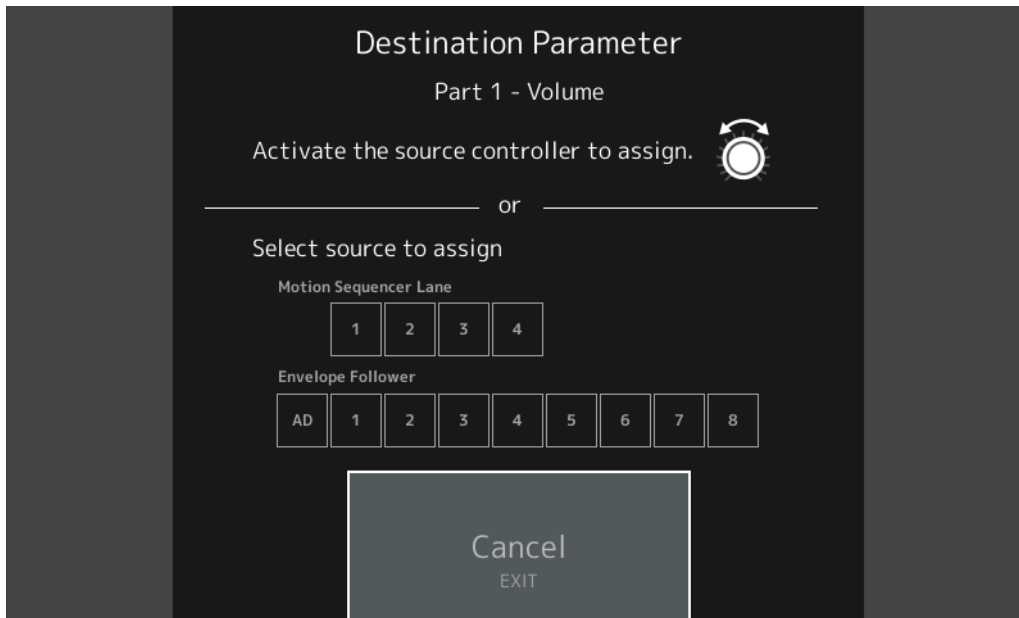 Destination Parameter
Part 1 - Volume
Activate the source controller to assign.
or
Select source to assign
Motion Sequencer Lane
1 2 3 4
Envelope Follower
AD 1 2 3 4 5 6 7 8
Cancel
EXIT